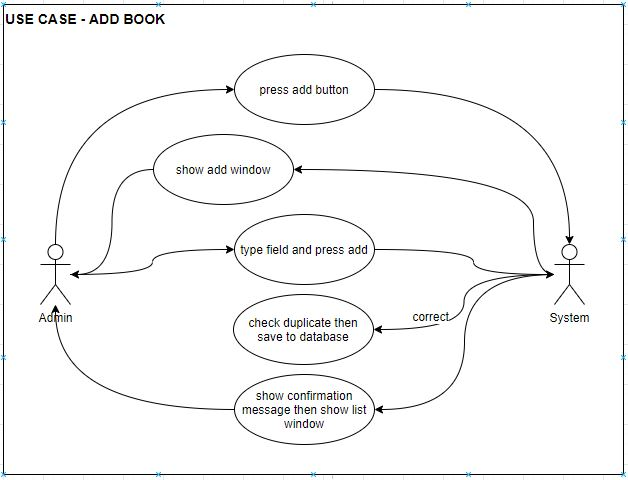 USE CASE - ADD BOOK
press add button
show add window
type field and press add
Admin
System
correct
check duplicate then
save to database
show confirmation
message then show list
window